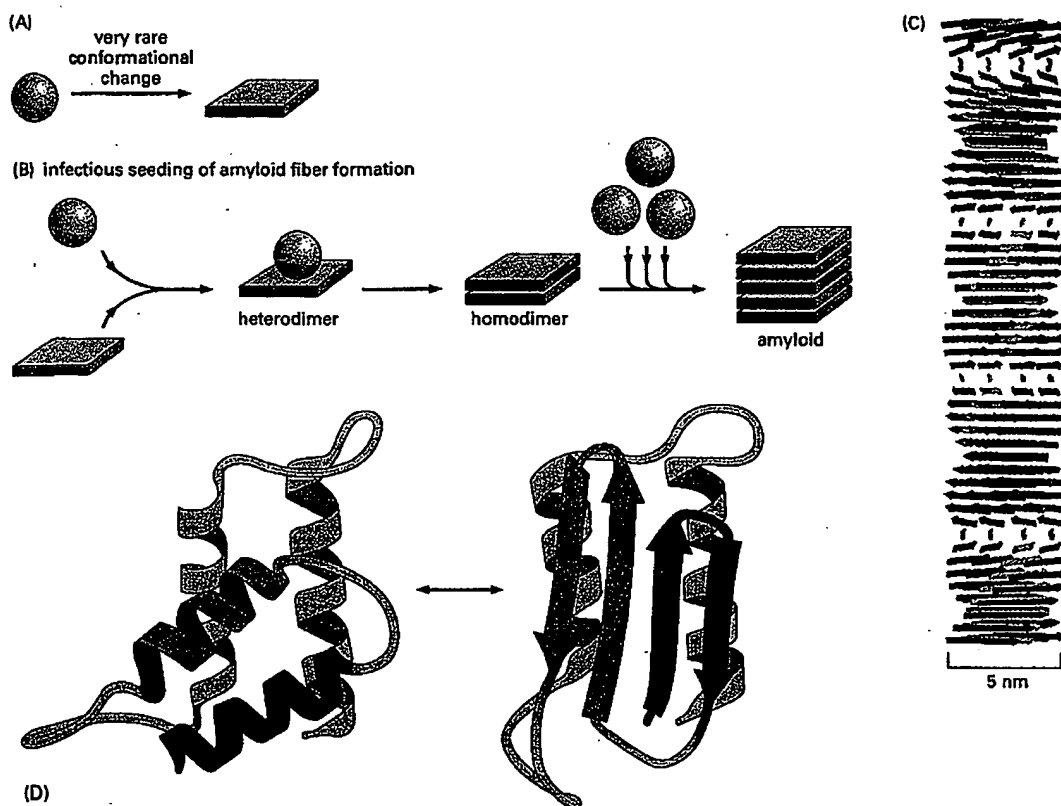 (A)
very rare
conformational
change
(B) infectious seeding of amyloid fiber formation
heterodimer
homodimer
amyloid
(C)
5 nm
(D)